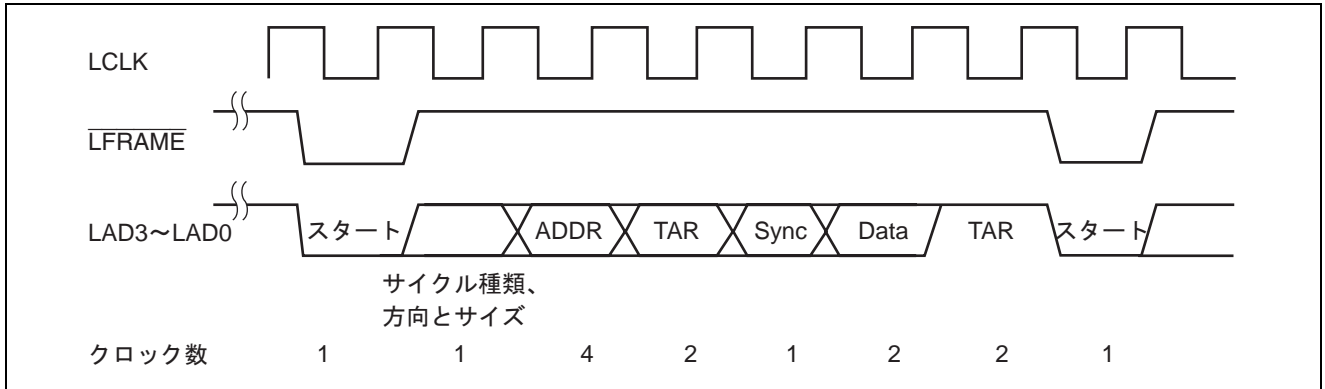 LCLK
LFRAME
LAD3～LAD0
スタート ADDR TAR Sync Data TAR スタート
サイクル種類、
方向とサイズ
クロック数 1 1 4 2 1 2 2 1